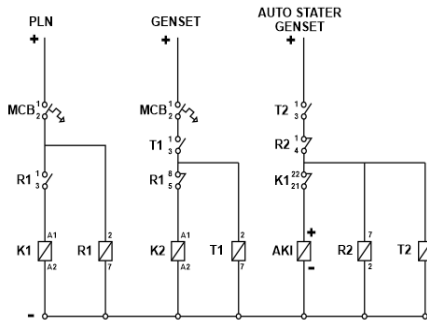 PLN
GENSET
AUTO STATER
GENSET
+
+
+
MCB 1 2
MCB 1 2
T2 1 3
T1 1 3
R2 1 4
R1 1 3
R1 8 5
K1 22 21
K1 A1 A2
R1 2 7
K2 A1 A2
T1 2 7
AKI + -
R2 7 2
T2
-